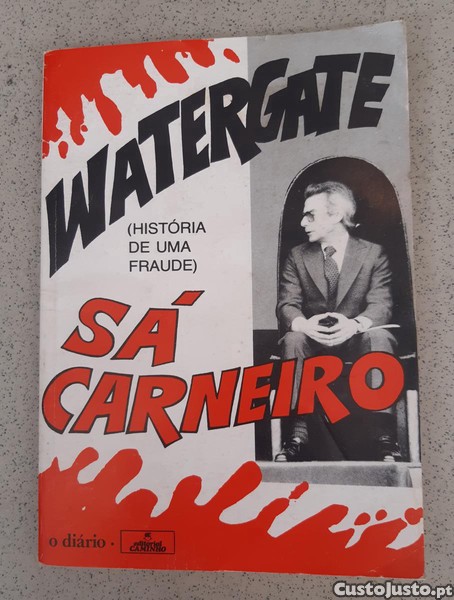 WATERGATE
(HISTÓRIA
DE UMA
FRAUDE)
SÁ
CARNEIRO
o diário •
editorial
CAMINHO
CustoJusto.pt